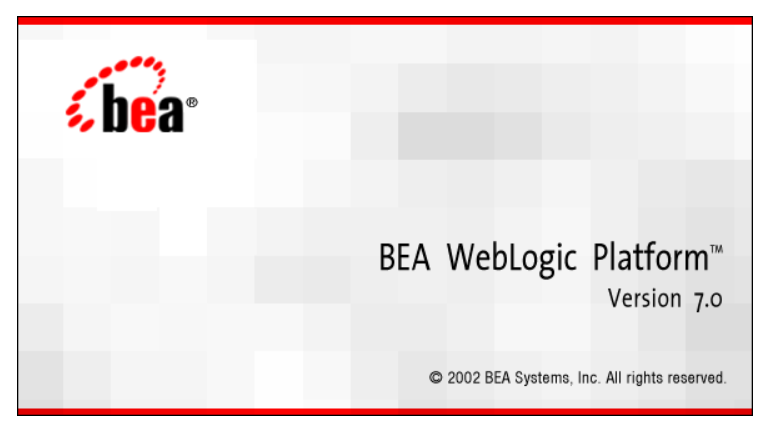 bea®
BEA WebLogic Platform™
Version 7.0
© 2002 BEA Systems, Inc. All rights reserved.